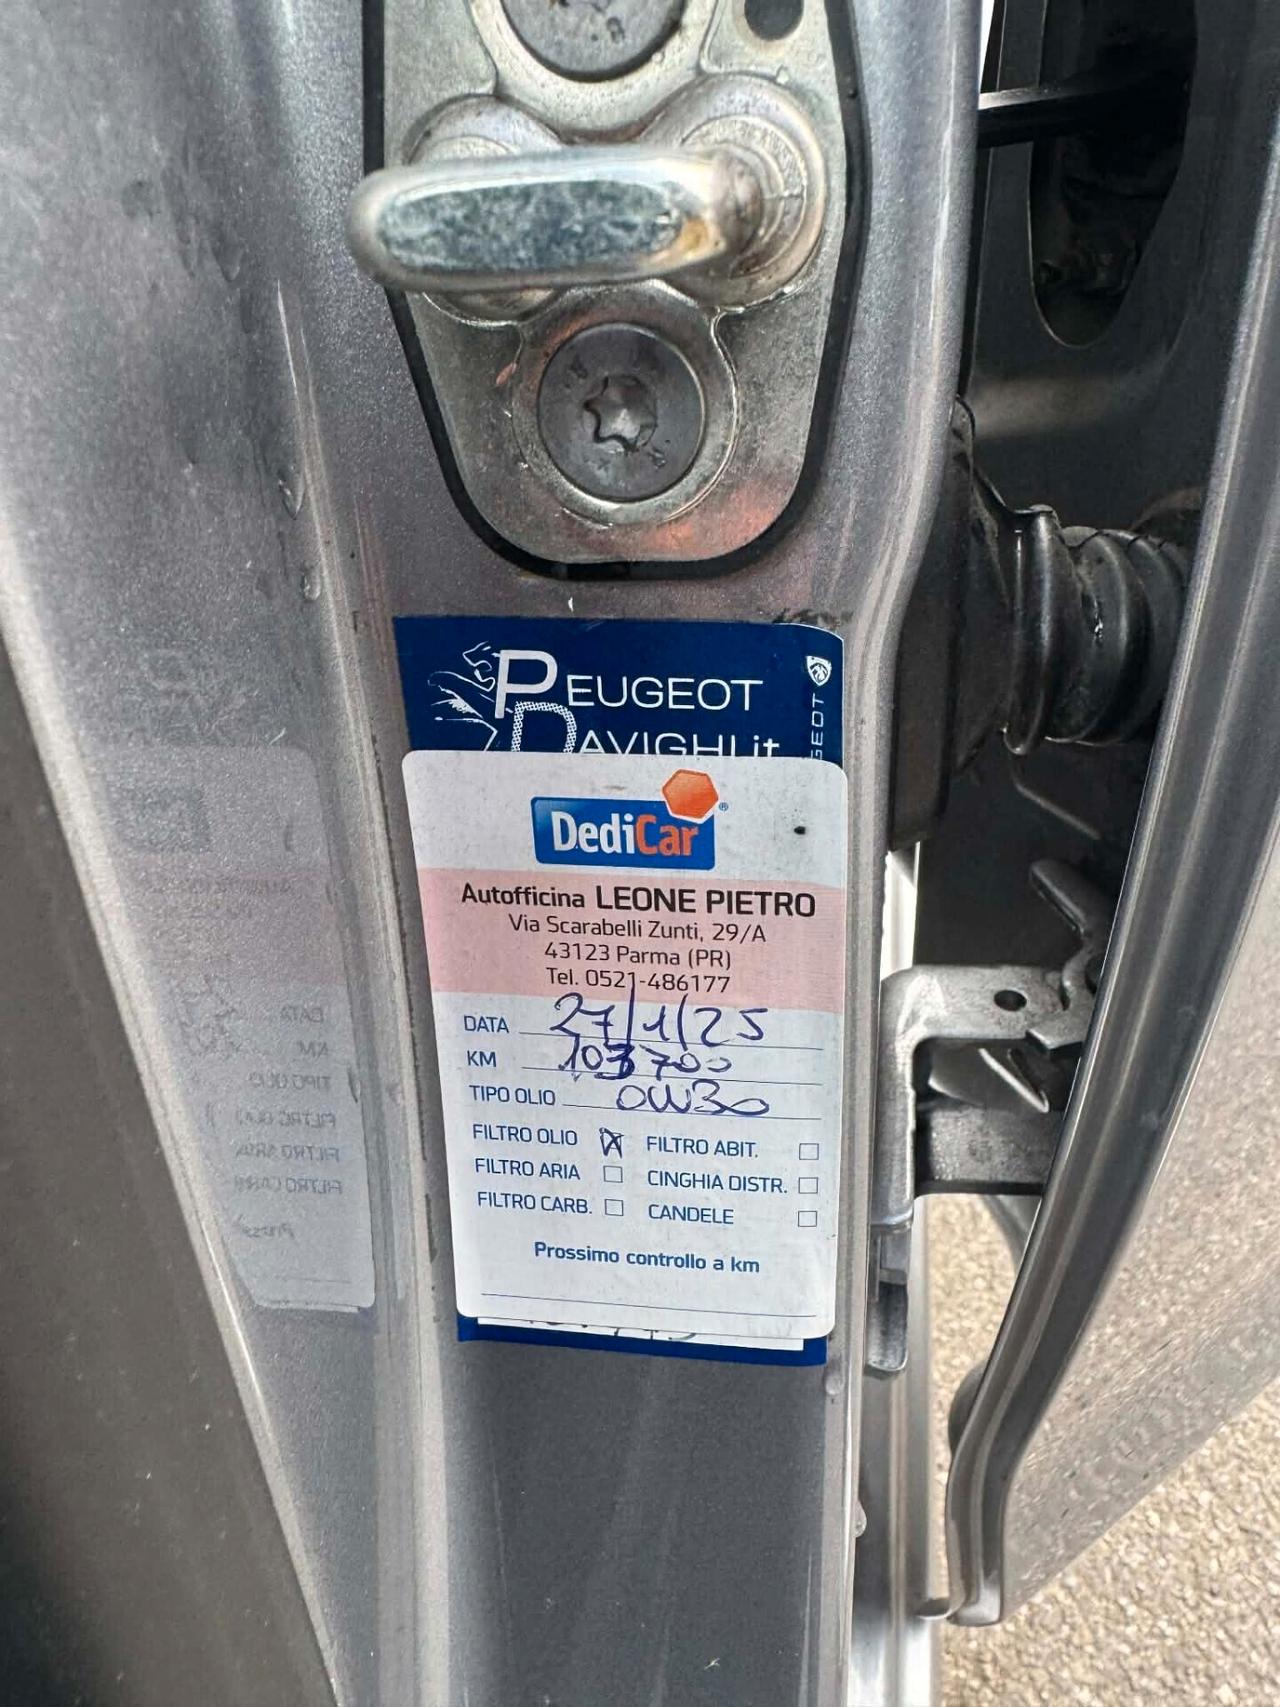 PEUGEOT
DAVIGHI.it
DediCar®
Autofficina LEONE PIETRO
Via Scarabelli Zunti, 29/A
43123 Parma (PR)
Tel. 0521-486177
DATA 27/1/25
KM 103700
TIPO OLIO 0W30
FILTRO OLIO FILTRO ABIT.
FILTRO ARIA CINGHIA DISTR.
FILTRO CARB. CANDELE
Prossimo controllo a km